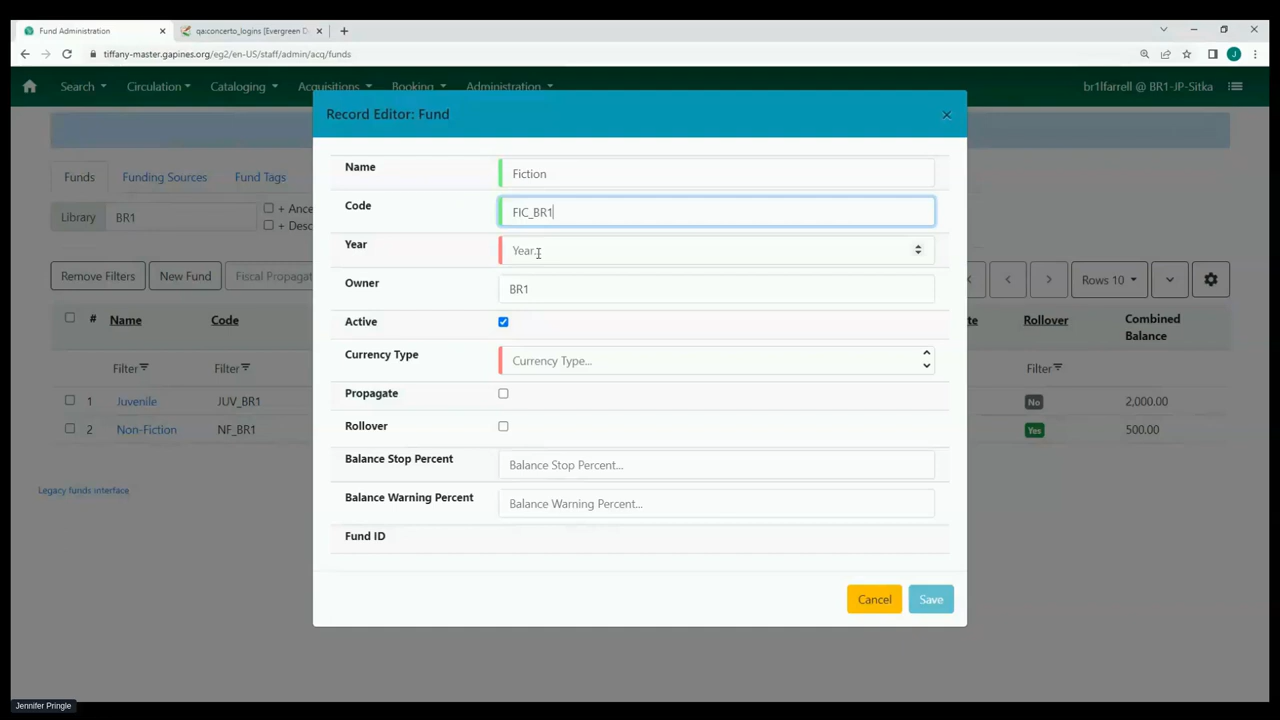 Fund Administration
qa:concerto_logins [Evergreen D
tiffany-master.gapines.org/eg2/en-US/staff/admin/acq/funds
Search
Circulation
Cataloging
Acquisitions
Booking
Administration
br1lfarrell @ BR1-JP-Sitka
Record Editor: Fund
×
Funds
Funding Sources
Fund Tags
Library
BR1
+ Ance
+ Desc
Remove Filters
New Fund
Fiscal Propagat
Rows 10
# Name
Code
te
Rollover
Combined Balance
Filter
Filter
Filter
1 Juvenile JUV_BR1 No 2,000.00
2 Non-Fiction NF_BR1 Yes 500.00
Legacy funds interface
Name Fiction
Code FIC_BR1
Year Year...
Owner BR1
Active
Currency Type Currency Type...
Propagate
Rollover
Balance Stop Percent Balance Stop Percent...
Balance Warning Percent Balance Warning Percent...
Fund ID
Cancel Save
Jennifer Pringle